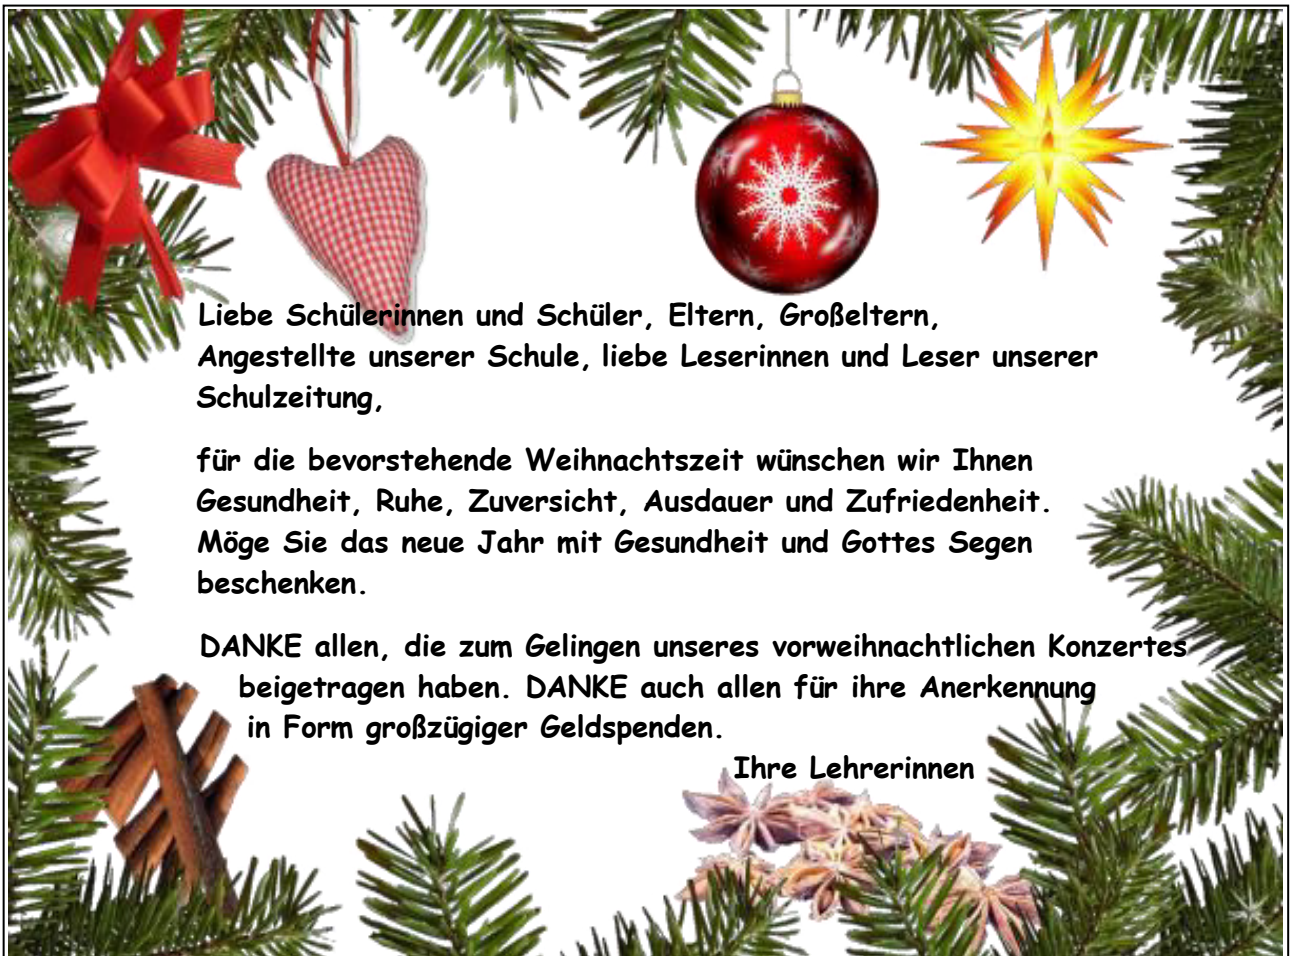 Liebe Schülerinnen und Schüler, Eltern, Großeltern,
Angestellte unserer Schule, liebe Leserinnen und Leser unserer
Schulzeitung,
für die bevorstehende Weihnachtszeit wünschen wir Ihnen
Gesundheit, Ruhe, Zuversicht, Ausdauer und Zufriedenheit.
Möge Sie das neue Jahr mit Gesundheit und Gottes Segen
beschenken.
DANKE allen, die zum Gelingen unseres vorweihnachtlichen Konzertes
beigetragen haben. DANKE auch allen für ihre Anerkennung
in Form großzügiger Geldspenden.
Ihre Lehrerinnen